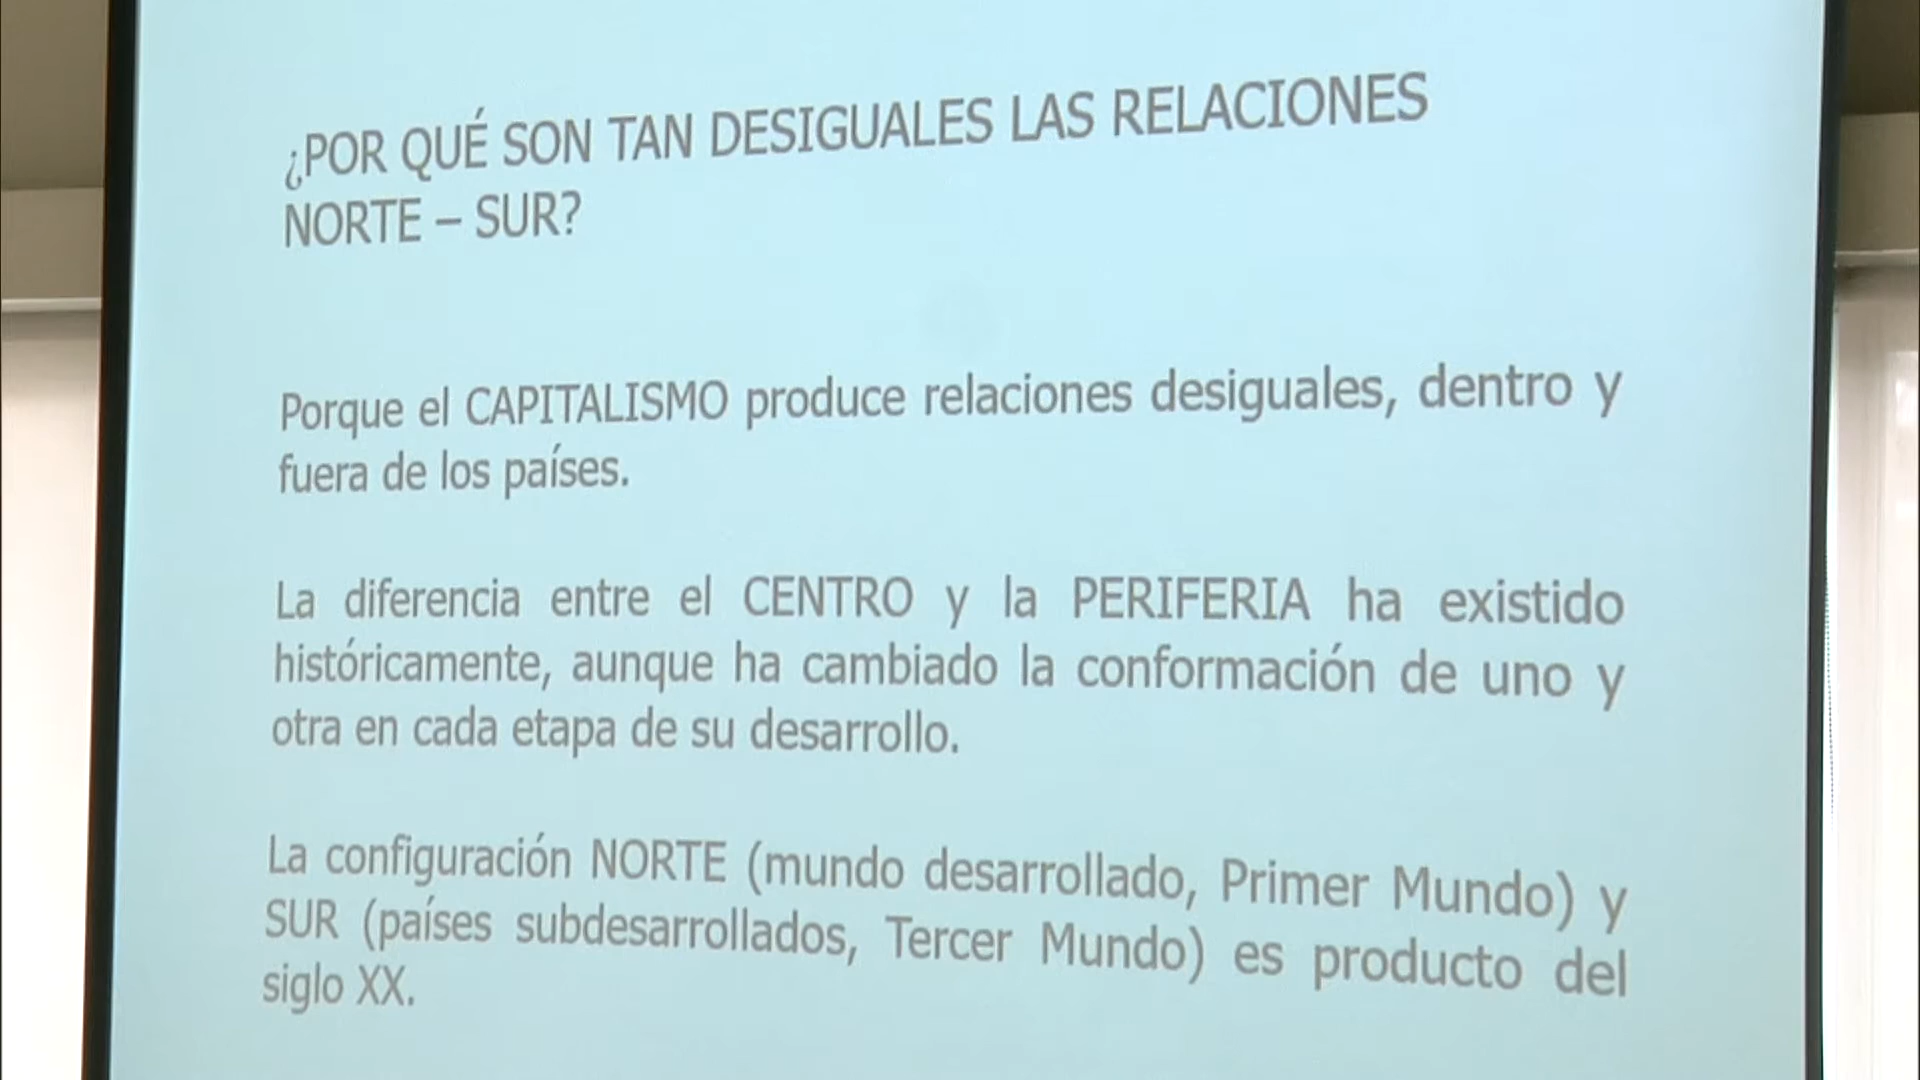 ¿POR QUÉ SON TAN DESIGUALES LAS RELACIONES
NORTE – SUR?
Porque el CAPITALISMO produce relaciones desiguales, dentro y
fuera de los países.
La diferencia entre el CENTRO y la PERIFERIA ha existido
históricamente, aunque ha cambiado la conformación de uno y
otra en cada etapa de su desarrollo.
La configuración NORTE (mundo desarrollado, Primer Mundo) y
SUR (países subdesarrollados, Tercer Mundo) es producto del
siglo XX.